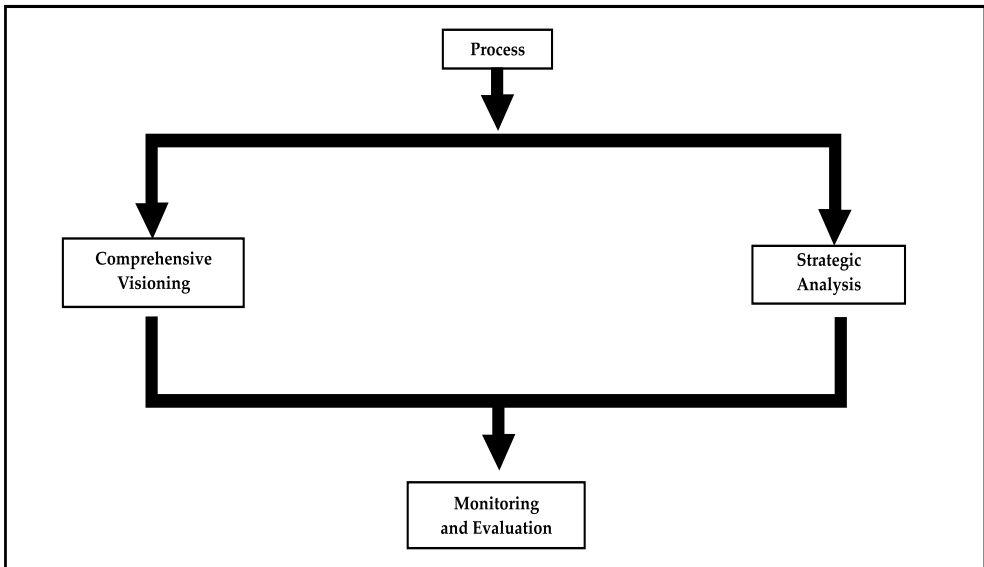 Process
Comprehensive
Visioning
Strategic
Analysis
Monitoring
and Evaluation